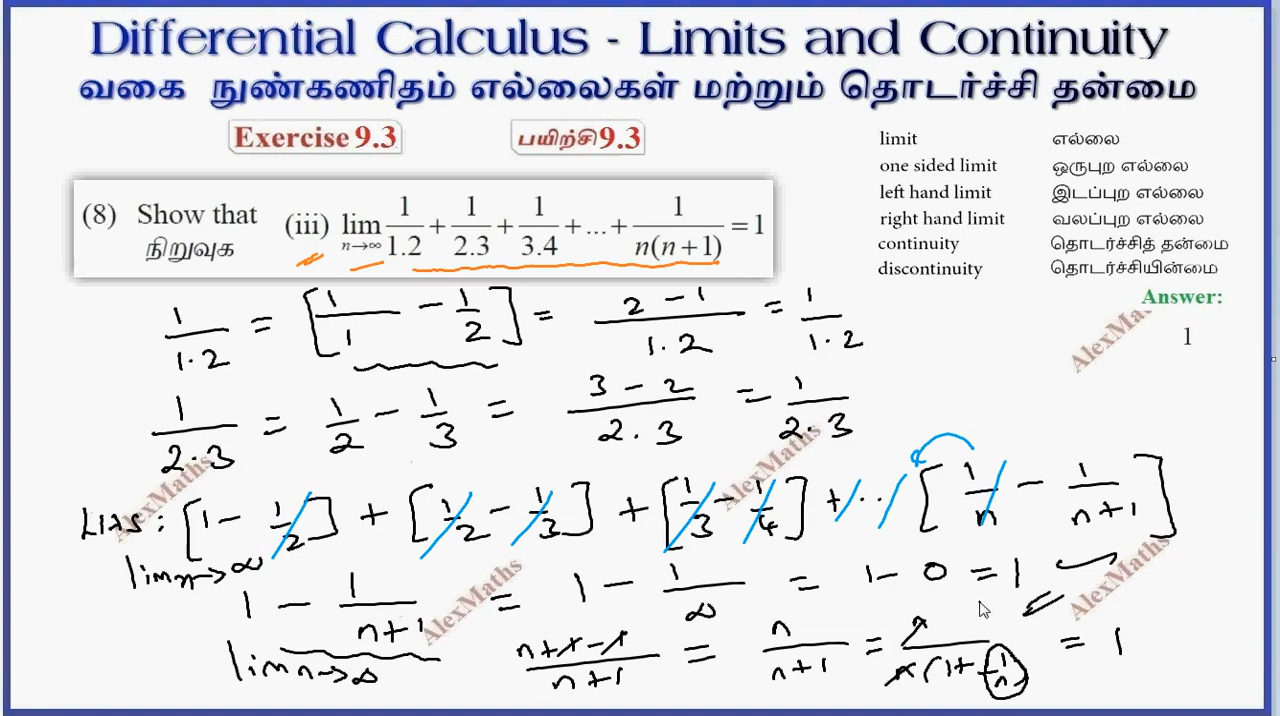 Differential Calculus - Limits and Continuity
வகை நுண்கணிதம் எல்லைகள் மற்றும் தொடர்ச்சி தன்மை
Exercise 9.3 பயிற்சி 9.3
(8) Show that (iii) lim n→∞ 1/1.2 + 1/2.3 + 1/3.4 + ... + 1/n(n+1) = 1
நிறுவுக
limit எல்லை
one sided limit ஒருபுற எல்லை
left hand limit இடப்புற எல்லை
right hand limit வலப்புற எல்லை
continuity தொடர்ச்சித் தன்மை
discontinuity தொடர்ச்சியின்மை
Answer:
1
1/1·2 = [1/1 − 1/2] = 2−1/1·2 = 1/1·2
1/2·3 = 1/2 − 1/3 = 3−2/2·3 = 1/2·3
LHS: [1 − 1/2] + [1/2 − 1/3] + [1/3 − 1/4] + ·· [1/n − 1/n+1]
lim n→∞ 1 − 1/n+1 = 1 − 1/∞ = 1−0 = 1
lim n→∞ n+1−1/n+1 = n/n+1 = n/n(1+1/n) = 1
AlexMaths
AlexMaths
AlexMaths
AlexMaths
AlexMaths
AlexMaths